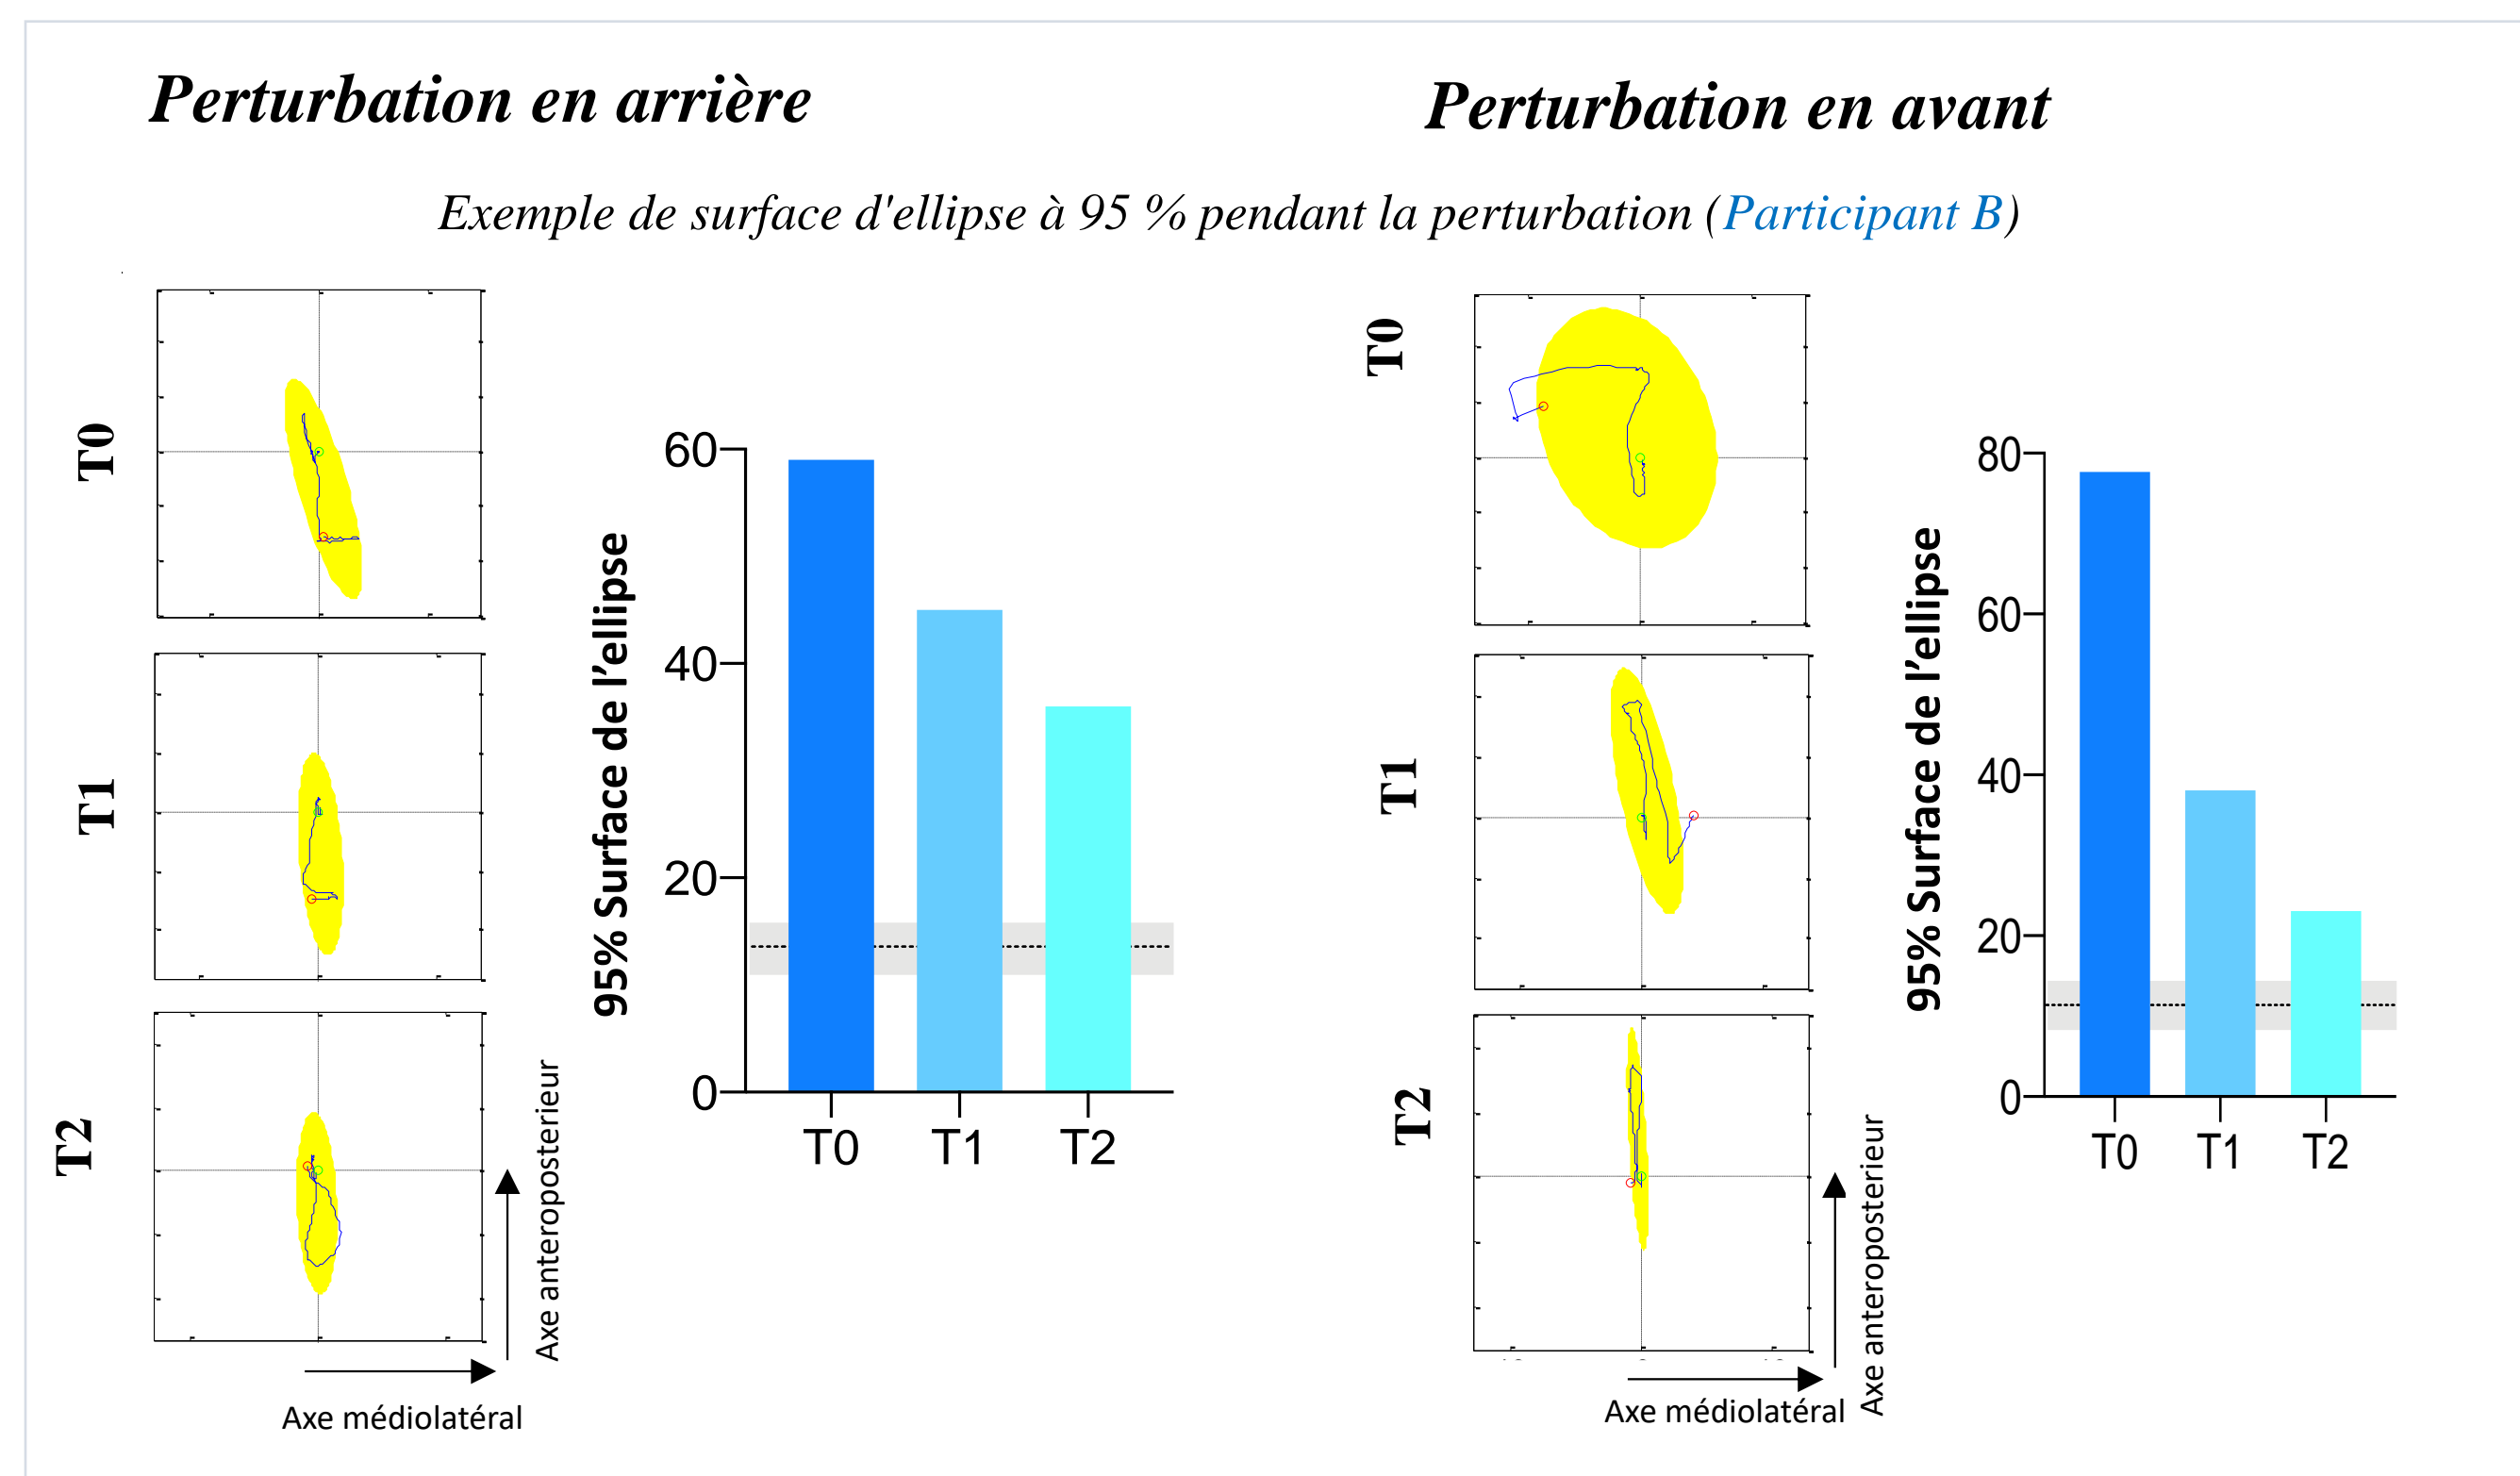 Perturbation en arrière
Perturbation en avant
Exemple de surface d'ellipse à 95 % pendant la perturbation (Participant B)
T0
T1
T2
Axe médiolatéral
Axe anteroposterieur
95% Surface de l’ellipse
60
40
20
0
T0 T1 T2
T0
T1
T2
Axe médiolatéral
Axe anteroposterieur
95% Surface de l’ellipse
80
60
40
20
0
T0 T1 T2